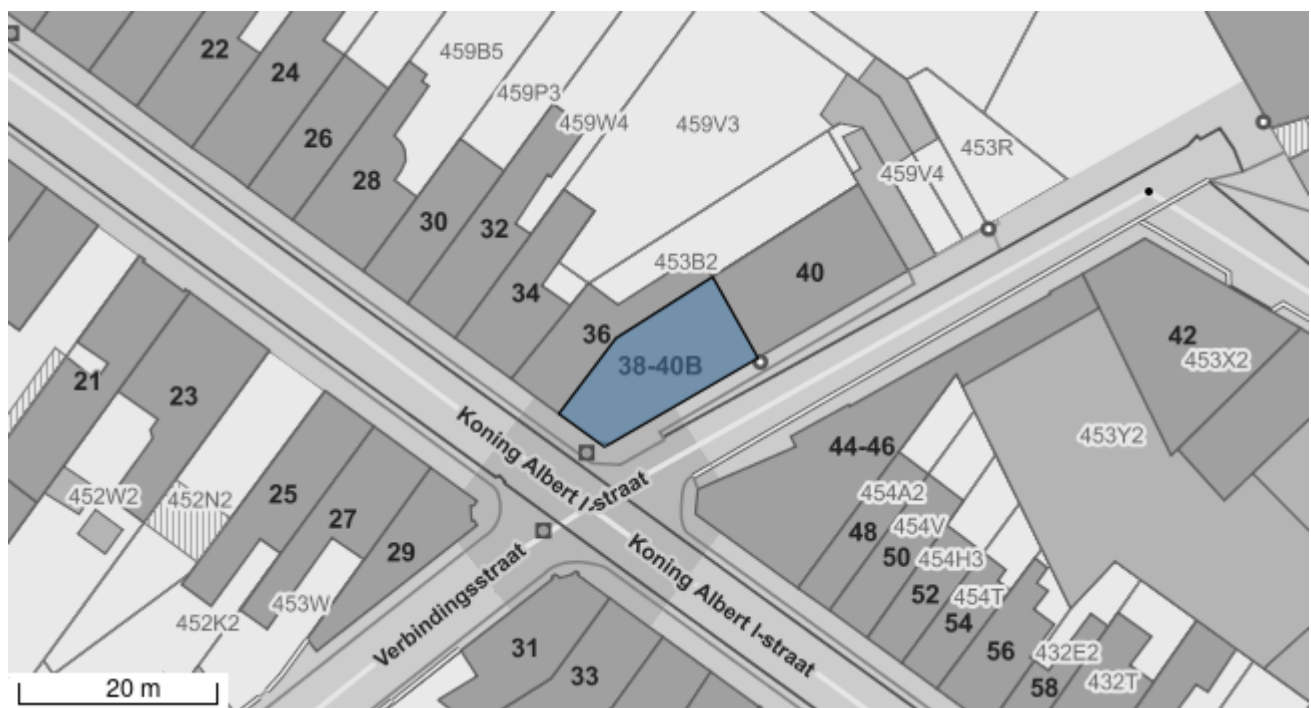 22
24
26
28
30
32
34
36
38-40B
40
459B5
459P3
459W4
459V3
459V4
453R
453B2
42
453X2
453Y2
21
23
25
27
29
452W2
452N2
452K2
453W
Koning Albert I-straat
Koning Albert I-straat
Verbindingsstraat
31
33
44-46
454A2
48
454V
50
454H3
52
454T
54
56
432E2
58
432T
20 m